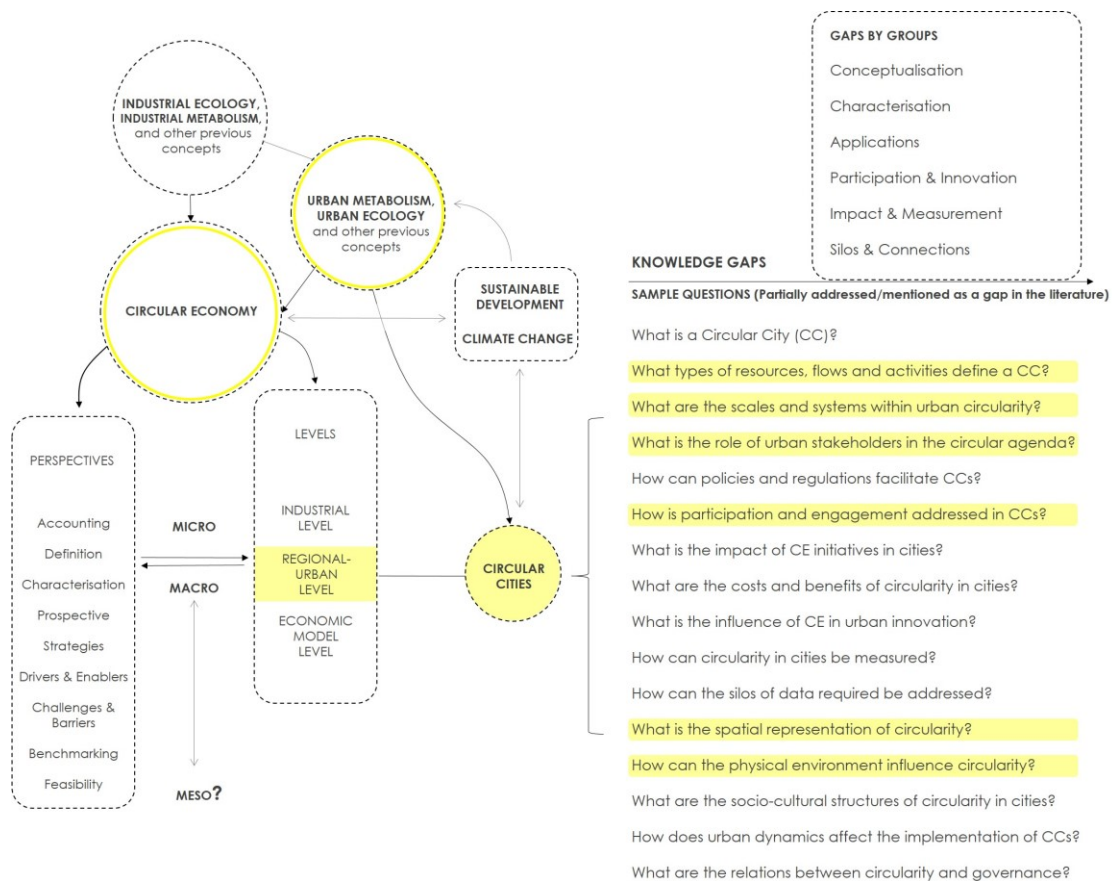 INDUSTRIAL ECOLOGY,
INDUSTRIAL METABOLISM,
and other previous
concepts
URBAN METABOLISM,
URBAN ECOLOGY
and other previous
concepts
CIRCULAR ECONOMY
SUSTAINABLE
DEVELOPMENT
CLIMATE CHANGE
PERSPECTIVES
Accounting
Definition
Characterisation
Prospective
Strategies
Drivers & Enablers
Challenges &
Barriers
Benchmarking
Feasibility
MICRO
MACRO
MESO?
LEVELS
INDUSTRIAL
LEVEL
REGIONAL-
URBAN
LEVEL
ECONOMIC
MODEL
LEVEL
CIRCULAR
CITIES
GAPS BY GROUPS
Conceptualisation
Characterisation
Applications
Participation & Innovation
Impact & Measurement
Silos & Connections
KNOWLEDGE GAPS
SAMPLE QUESTIONS (Partially addressed/mentioned as a gap in the literature)
What is a Circular City (CC)?
What types of resources, flows and activities define a CC?
What are the scales and systems within urban circularity?
What is the role of urban stakeholders in the circular agenda?
How can policies and regulations facilitate CCs?
How is participation and engagement addressed in CCs?
What is the impact of CE initiatives in cities?
What are the costs and benefits of circularity in cities?
What is the influence of CE in urban innovation?
How can circularity in cities be measured?
How can the silos of data required be addressed?
What is the spatial representation of circularity?
How can the physical environment influence circularity?
What are the socio-cultural structures of circularity in cities?
How does urban dynamics affect the implementation of CCs?
What are the relations between circularity and governance?